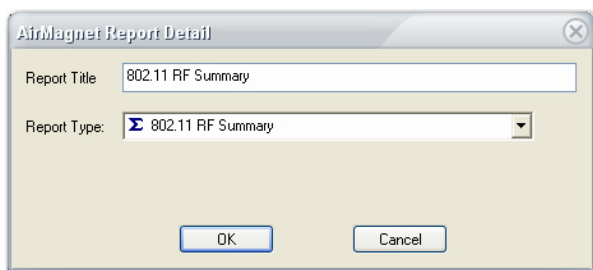 AirMagnet Report Detail
Report Title 802.11 RF Summary
Report Type: Σ 802.11 RF Summary
OK Cancel